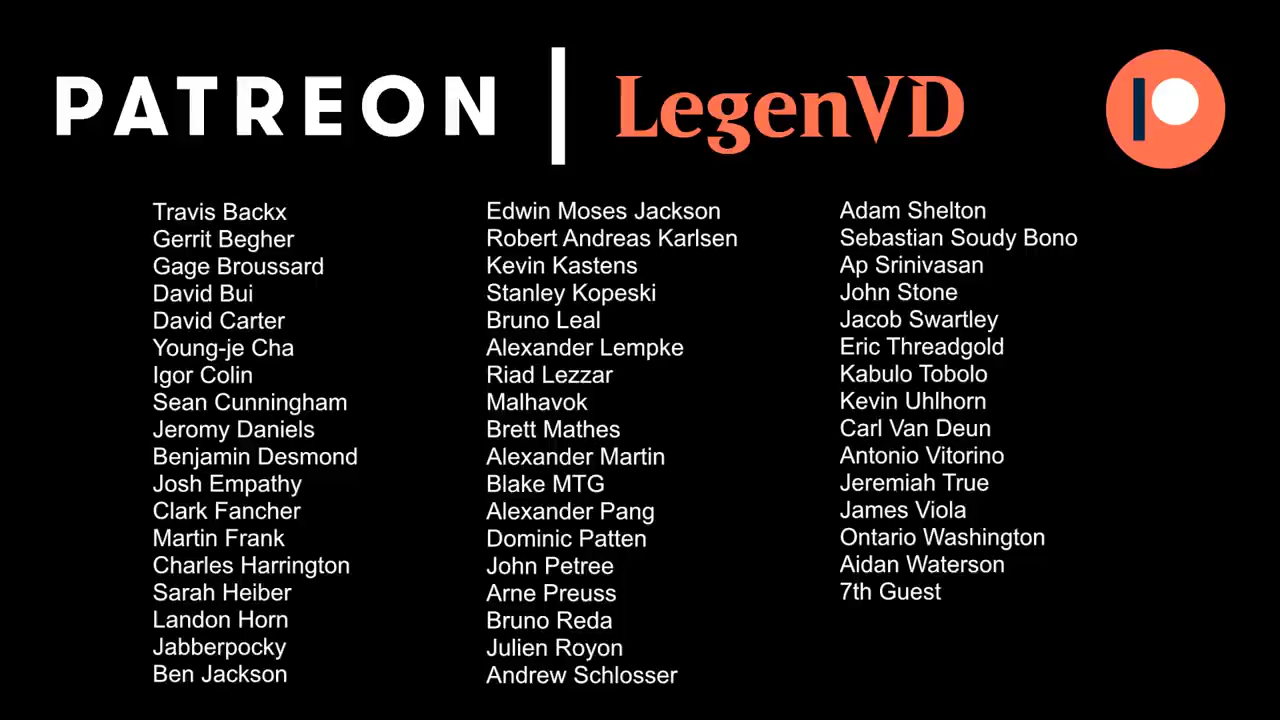 PATREON | LegenVD
Travis Backx
Gerrit Begher
Gage Broussard
David Bui
David Carter
Young-je Cha
Igor Colin
Sean Cunningham
Jeromy Daniels
Benjamin Desmond
Josh Empathy
Clark Fancher
Martin Frank
Charles Harrington
Sarah Heiber
Landon Horn
Jabberpocky
Ben Jackson
Edwin Moses Jackson
Robert Andreas Karlsen
Kevin Kastens
Stanley Kopeski
Bruno Leal
Alexander Lempke
Riad Lezzar
Malhavok
Brett Mathes
Alexander Martin
Blake MTG
Alexander Pang
Dominic Patten
John Petree
Arne Preuss
Bruno Reda
Julien Royon
Andrew Schlosser
Adam Shelton
Sebastian Soudy Bono
Ap Srinivasan
John Stone
Jacob Swartley
Eric Threadgold
Kabulo Tobolo
Kevin Uhlhorn
Carl Van Deun
Antonio Vitorino
Jeremiah True
James Viola
Ontario Washington
Aidan Waterson
7th Guest